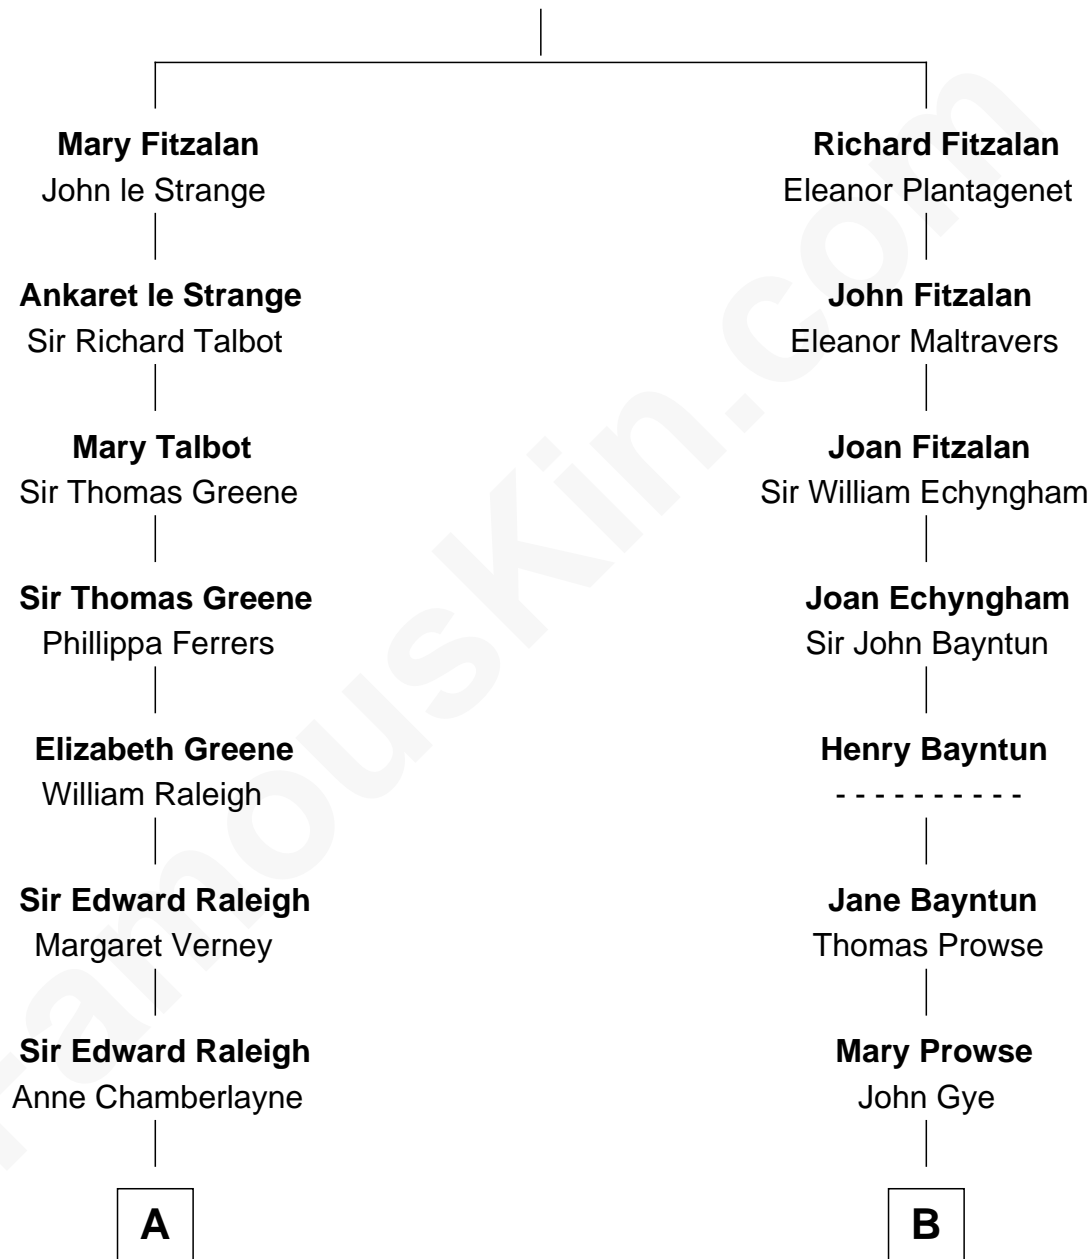 Mary Fitzalan
John le Strange
Ankaret le Strange
Sir Richard Talbot
Mary Talbot
Sir Thomas Greene
Sir Thomas Greene
Phillippa Ferrers
Elizabeth Greene
William Raleigh
Sir Edward Raleigh
Margaret Verney
Sir Edward Raleigh
Anne Chamberlayne
A
Richard Fitzalan
Eleanor Plantagenet
John Fitzalan
Eleanor Maltravers
Joan Fitzalan
Sir William Echyngham
Joan Echyngham
Sir John Bayntun
Henry Bayntun
- - - - - - - - - -
Jane Bayntun
Thomas Prowse
Mary Prowse
John Gye
B
FamousKin.com